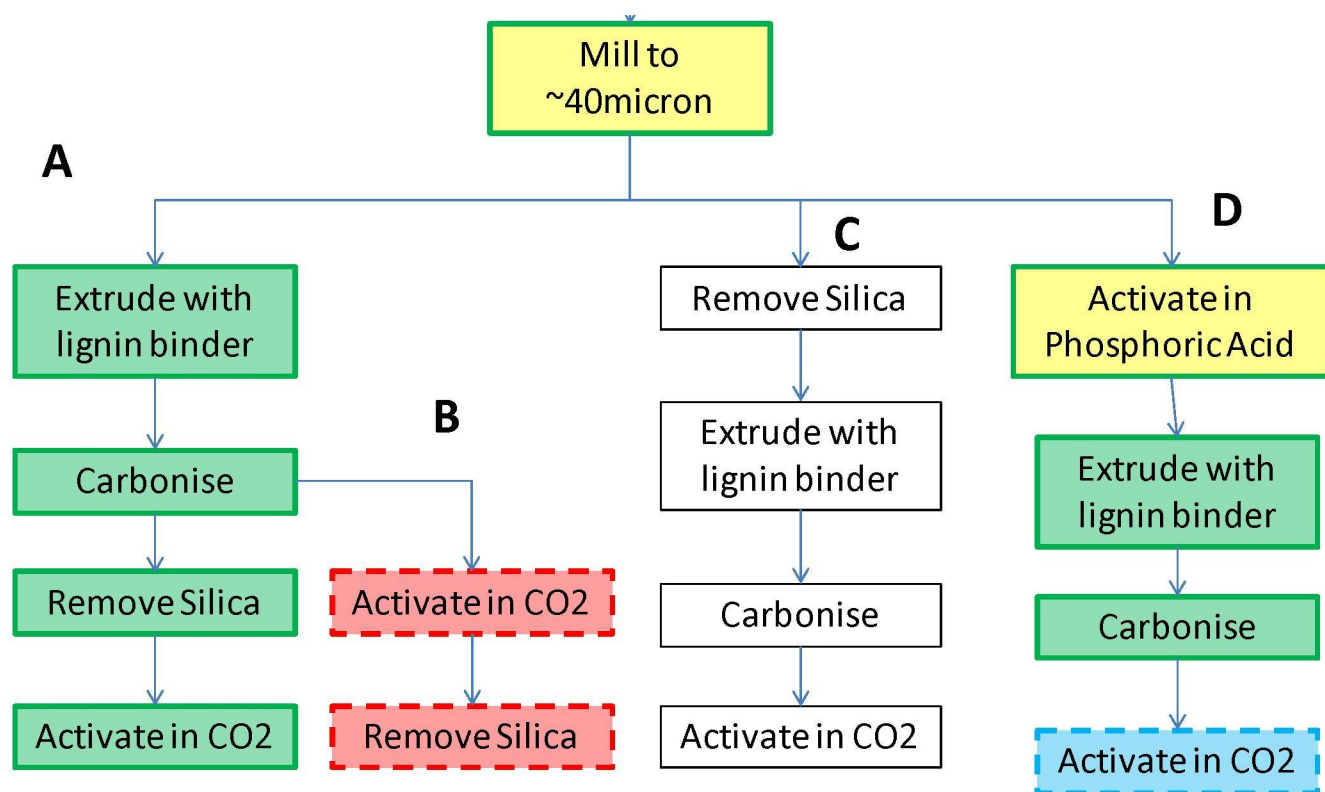 Mill to
~40micron
A
Extrude with
lignin binder
Carbonise
Remove Silica
Activate in CO2
B
Activate in CO2
Remove Silica
C
Remove Silica
Extrude with
lignin binder
Carbonise
Activate in CO2
D
Activate in
Phosphoric Acid
Extrude with
lignin binder
Carbonise
Activate in CO2